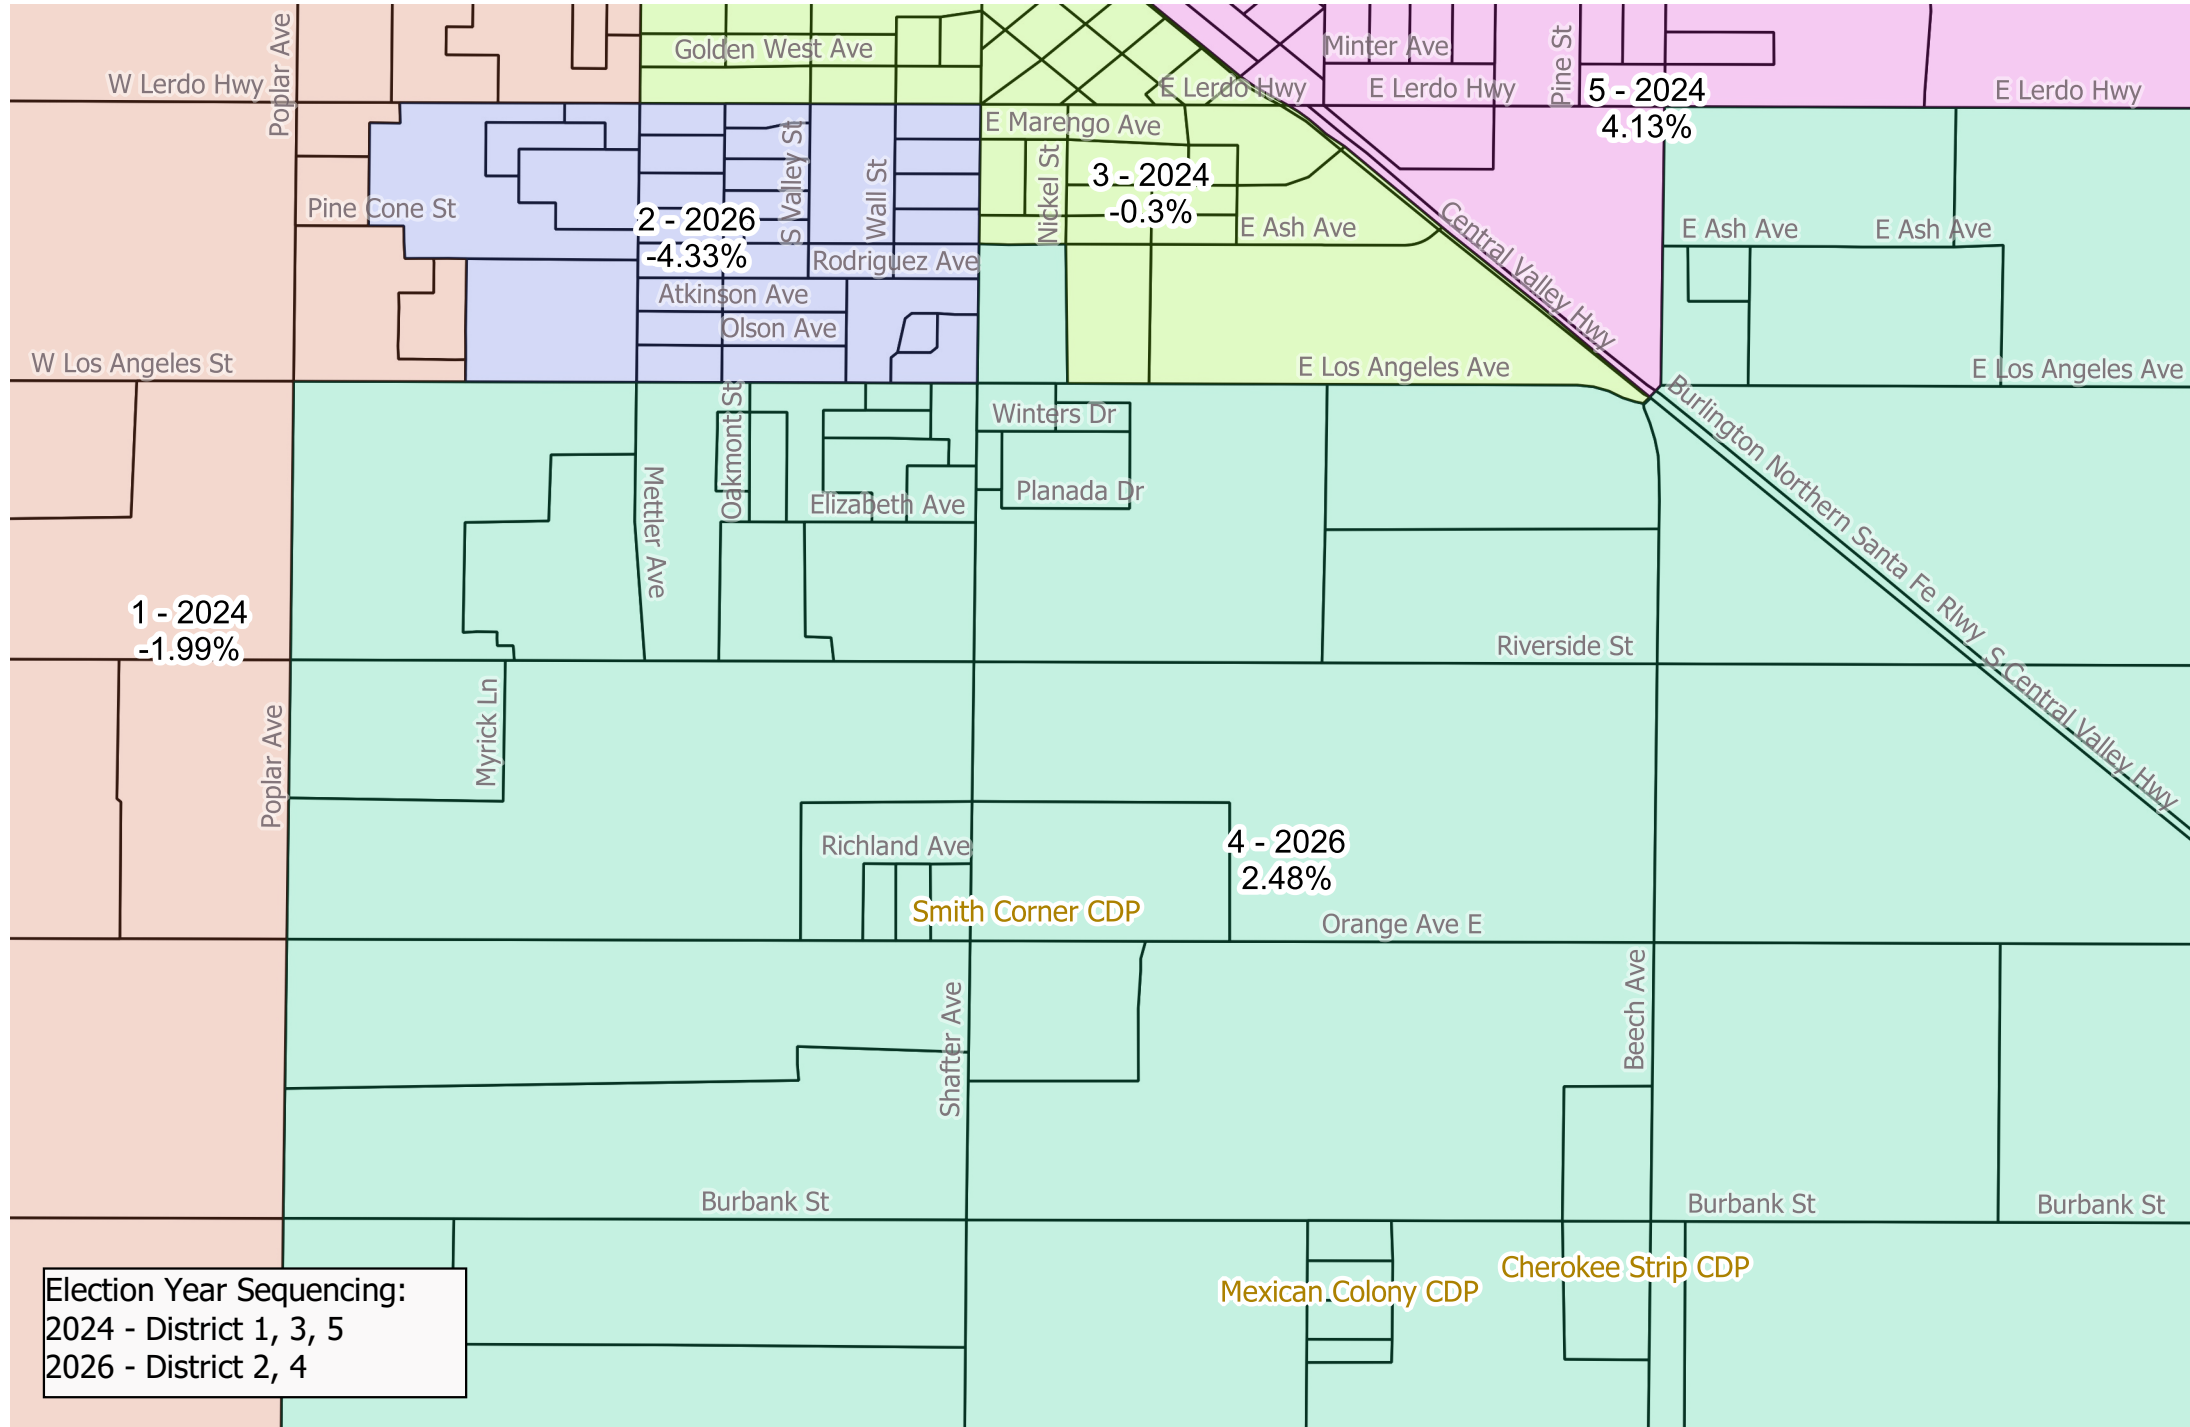 Poplar Ave
Golden West Ave
Minter Ave
Pine St
W Lerdo Hwy
E Lerdo Hwy
E Lerdo Hwy
5 - 2024
4.13%
E Lerdo Hwy
E Marengo Ave
S Valley St
Wall St
Nickel St
3 - 2024
-0.3%
Pine Cone St
2 - 2026
-4.33%
E Ash Ave
E Ash Ave
E Ash Ave
Central Valley Hwy
Rodriguez Ave
Atkinson Ave
Olson Ave
W Los Angeles St
E Los Angeles Ave
E Los Angeles Ave
Burlington Northern Santa Fe Rlwy
Oakmont St
Winters Dr
Mettler Ave
Elizabeth Ave
Planada Dr
1 - 2024
-1.99%
Riverside St
S Central Valley Hwy
Poplar Ave
Myrick Ln
Richland Ave
4 - 2026
2.48%
Smith Corner CDP
Orange Ave E
Shafter Ave
Beech Ave
Burbank St
Burbank St
Burbank St
Mexican Colony CDP
Cherokee Strip CDP
Election Year Sequencing:
2024 - District 1, 3, 5
2026 - District 2, 4